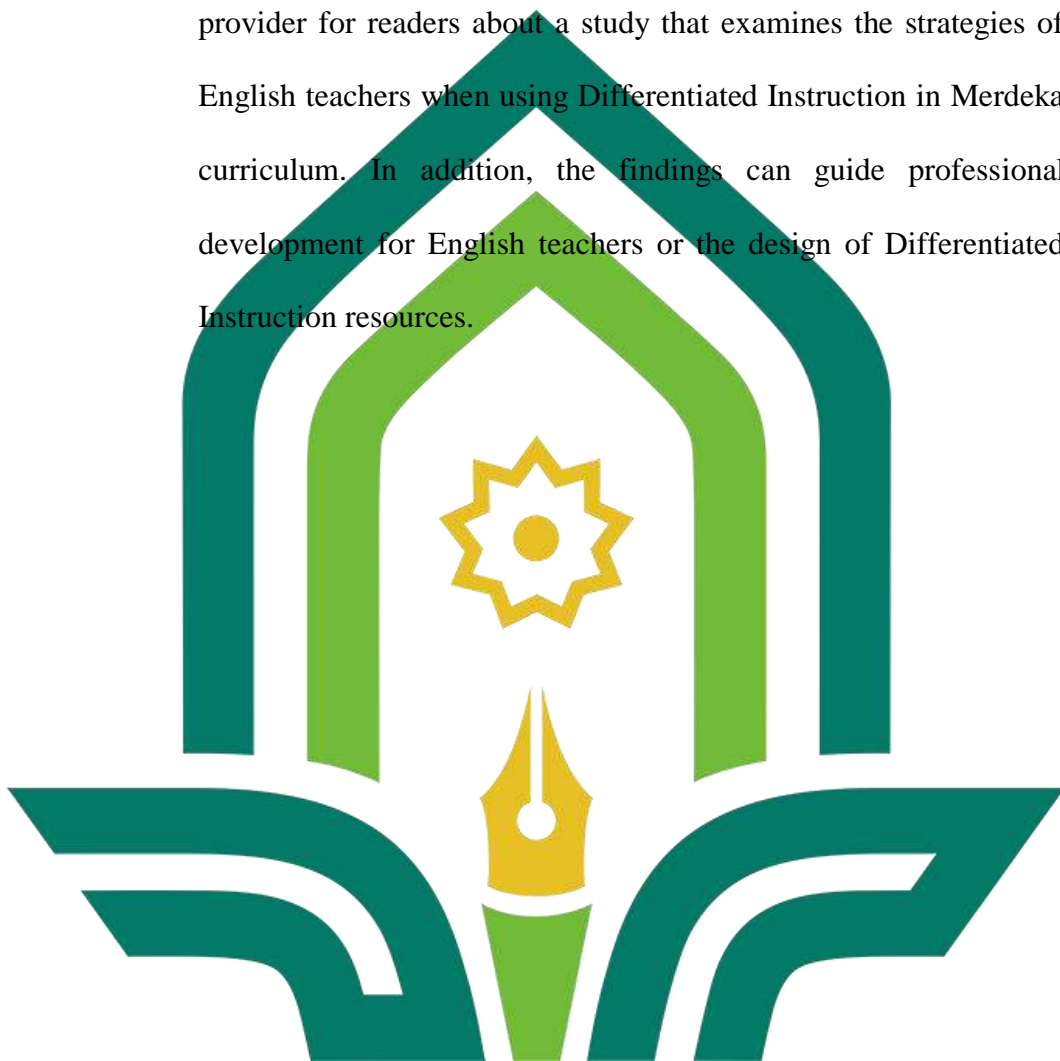 provider for readers about a study that examines the strategies of
English teachers when using Differentiated Instruction in Merdeka
curriculum. In addition, the findings can guide professional
development for English teachers or the design of Differentiated
Instruction resources.